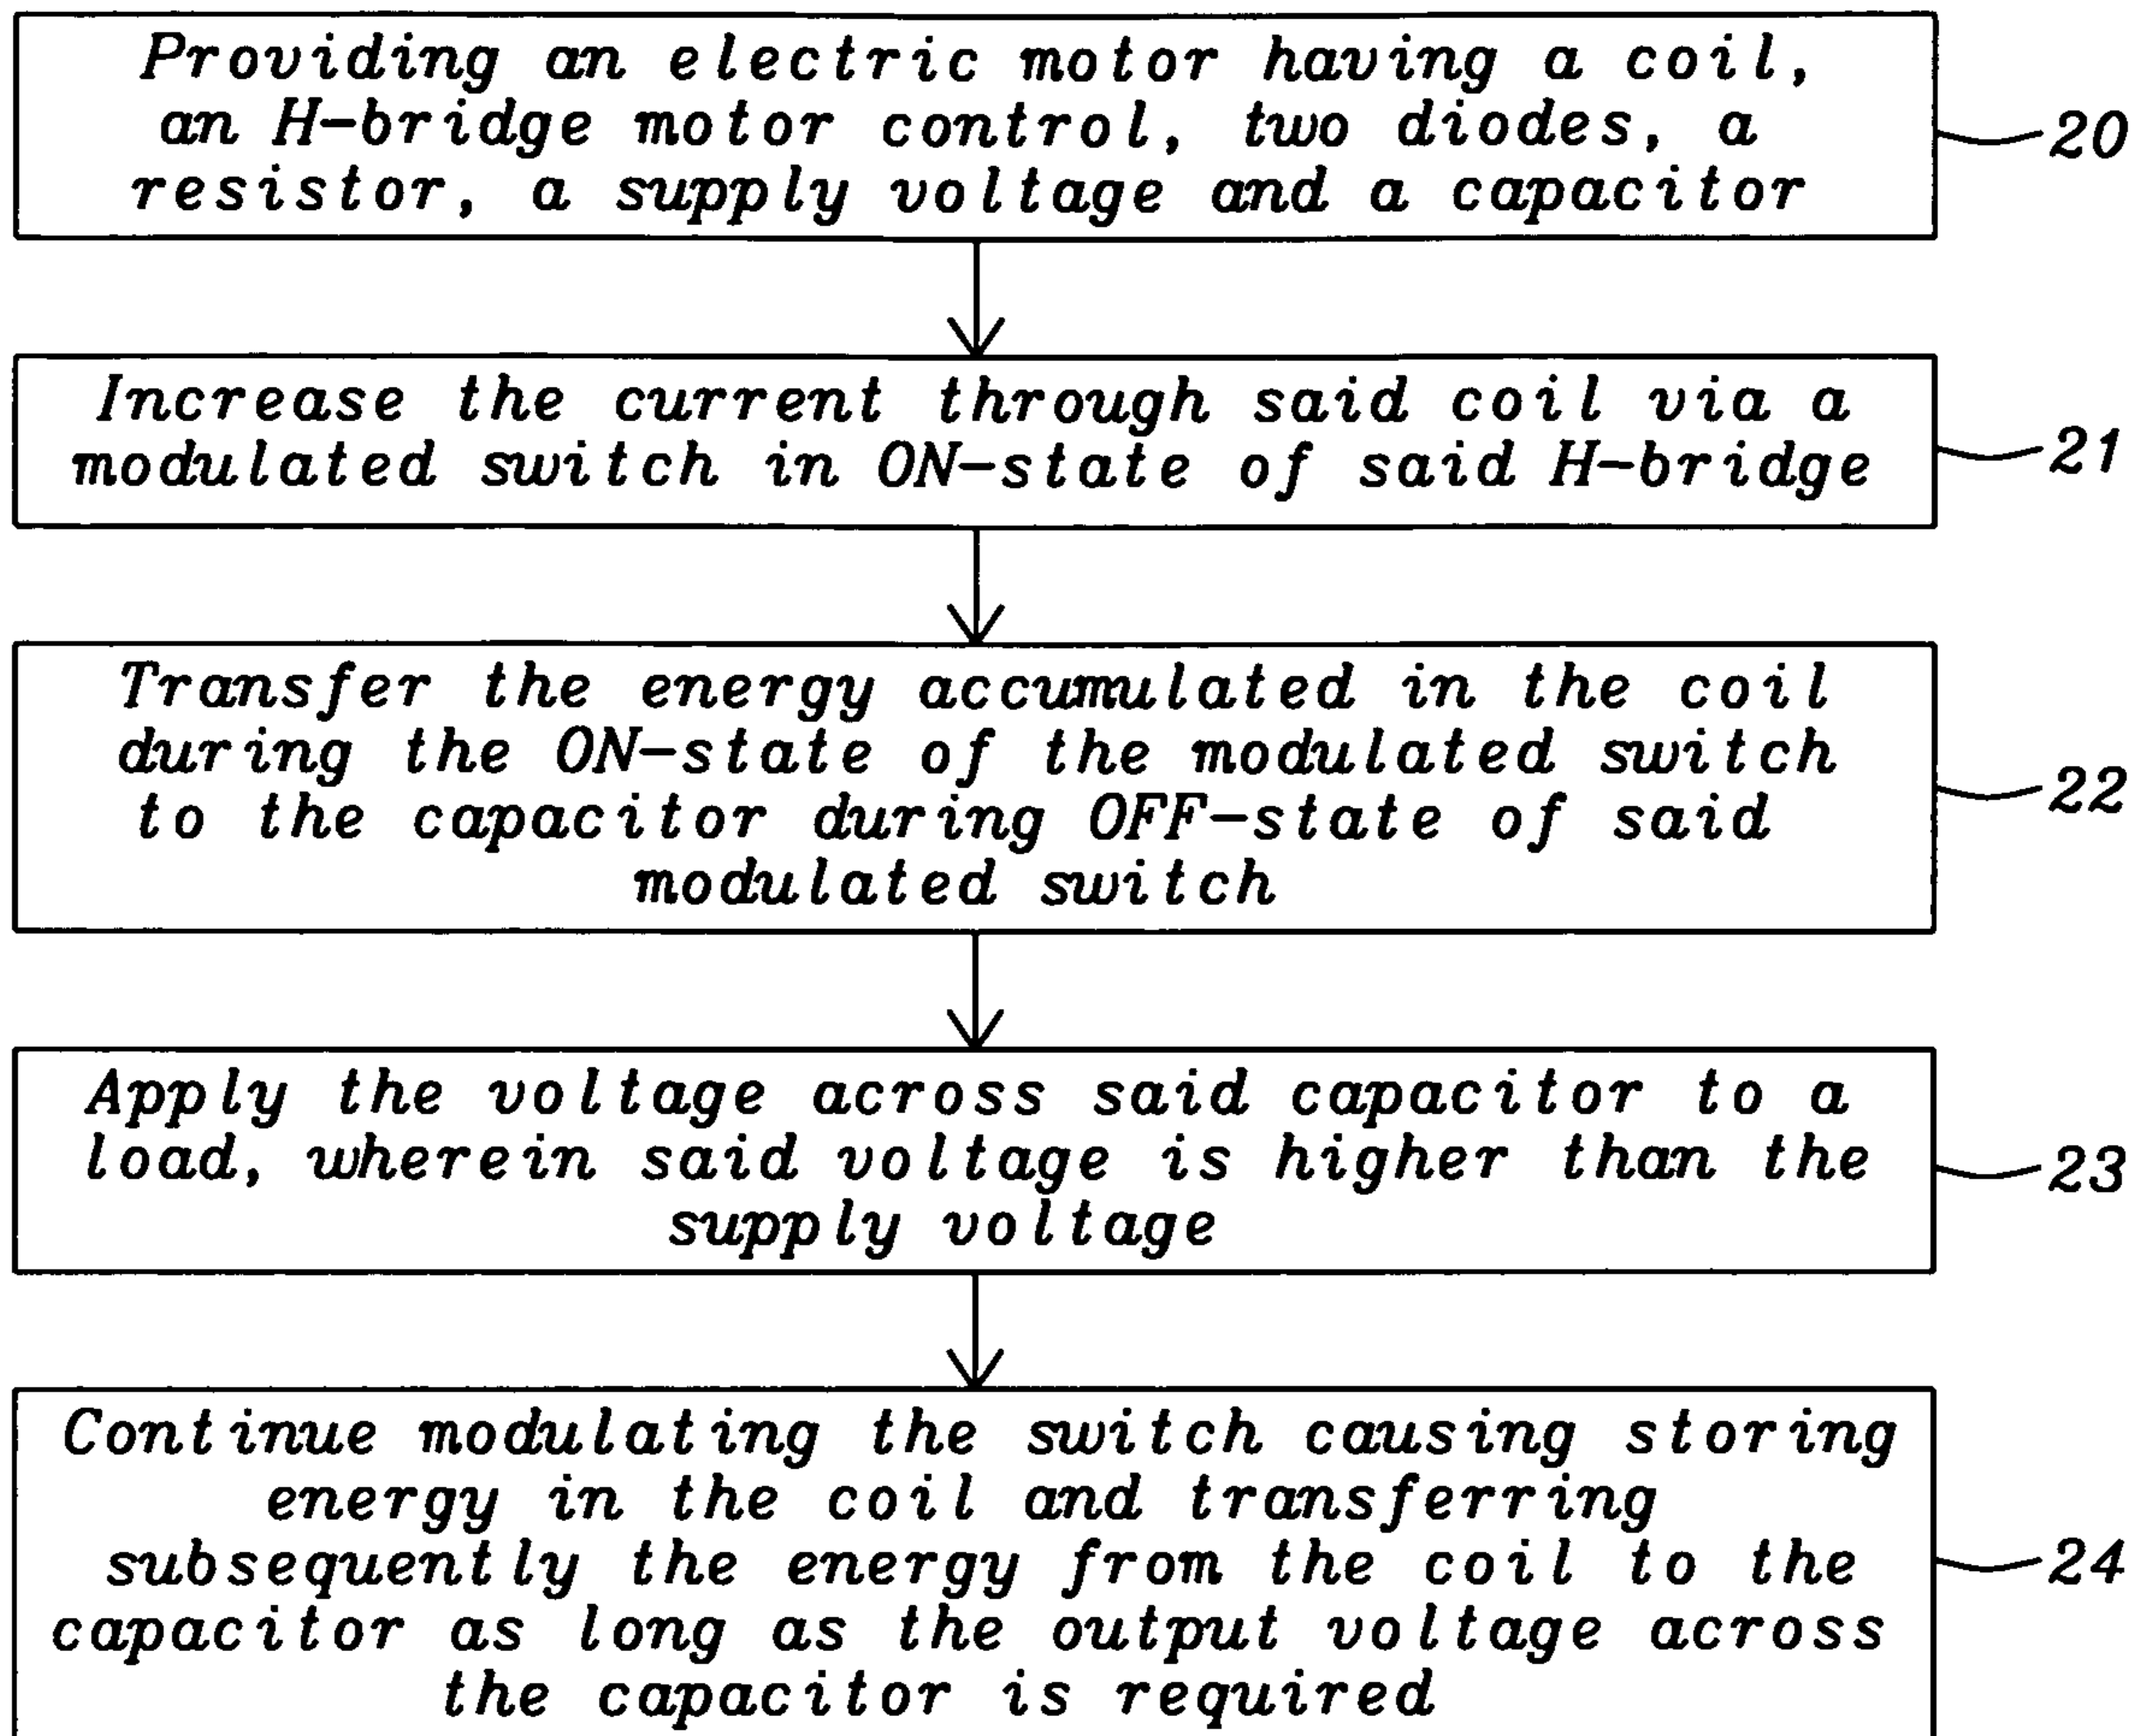 Providing an electric motor having a coil,
an H-bridge motor control, two diodes, a
resistor, a supply voltage and a capacitor
20
Increase the current through said coil via a
modulated switch in ON-state of said H-bridge
21
Transfer the energy accumulated in the coil
during the ON-state of the modulated switch
to the capacitor during OFF-state of said
modulated switch
22
Apply the voltage across said capacitor to a
load, wherein said voltage is higher than the
supply voltage
23
Continue modulating the switch causing storing
energy in the coil and transferring
subsequently the energy from the coil to the
capacitor as long as the output voltage across
the capacitor is required
24